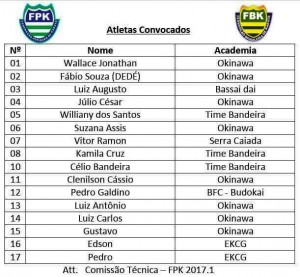 FPK
Atletas Convocados
FBK
Nº Nome Academia
01 Wallace Jonathan Okinawa
02 Fábio Souza (DEDÉ) Okinawa
03 Luiz Augusto Bassai dai
04 Júlio César Okinawa
05 Williany dos Santos Time Bandeira
06 Suzana Assis Okinawa
07 Vitor Ramon Serra Caiada
08 Kamila Cruz Time Bandeira
10 Célio Bandeira Time Bandeira
11 Clenilson Cássio Okinawa
12 Pedro Galdino BFC - Budokai
13 Luiz Antônio Okinawa
14 Luiz Carlos Okinawa
15 Gustavo Okinawa
16 Edson EKCG
17 Pedro EKCG
Att. Comissão Técnica – FPK 2017.1